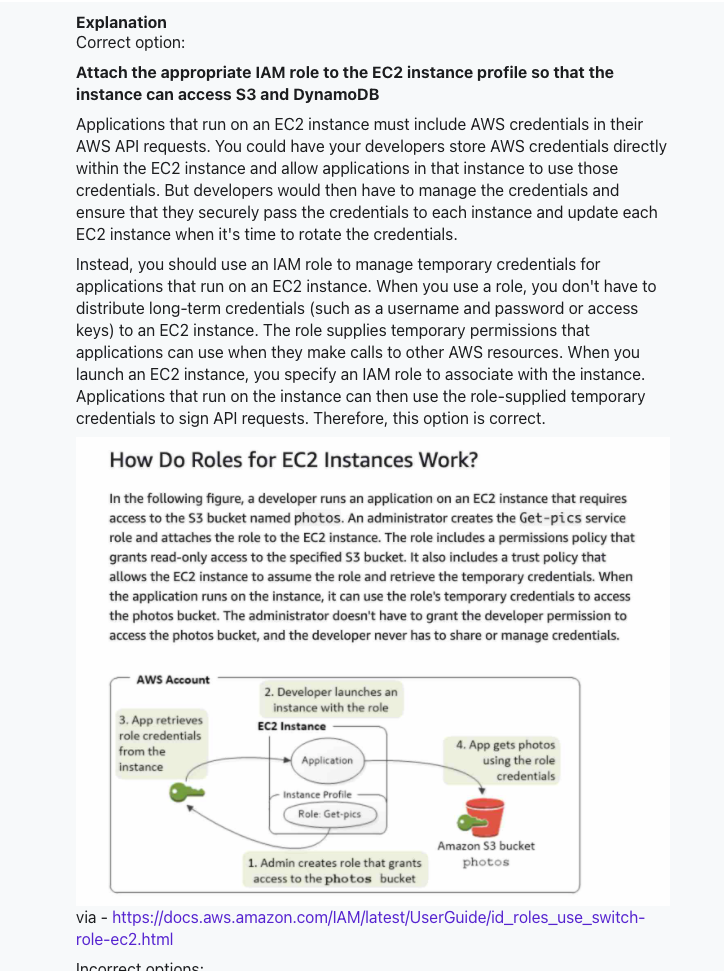 Explanation
Correct option:
Attach the appropriate IAM role to the EC2 instance profile so that the
instance can access S3 and DynamoDB
Applications that run on an EC2 instance must include AWS credentials in their
AWS API requests. You could have your developers store AWS credentials directly
within the EC2 instance and allow applications in that instance to use those
credentials. But developers would then have to manage the credentials and
ensure that they securely pass the credentials to each instance and update each
EC2 instance when it's time to rotate the credentials.
Instead, you should use an IAM role to manage temporary credentials for
applications that run on an EC2 instance. When you use a role, you don't have to
distribute long-term credentials (such as a username and password or access
keys) to an EC2 instance. The role supplies temporary permissions that
applications can use when they make calls to other AWS resources. When you
launch an EC2 instance, you specify an IAM role to associate with the instance.
Applications that run on the instance can then use the role-supplied temporary
credentials to sign API requests. Therefore, this option is correct.
How Do Roles for EC2 Instances Work?
In the following figure, a developer runs an application on an EC2 instance that requires
access to the S3 bucket named photos. An administrator creates the Get-pics service
role and attaches the role to the EC2 instance. The role includes a permissions policy that
grants read-only access to the specified S3 bucket. It also includes a trust policy that
allows the EC2 instance to assume the role and retrieve the temporary credentials. When
the application runs on the instance, it can use the role's temporary credentials to access
the photos bucket. The administrator doesn't have to grant the developer permission to
access the photos bucket, and the developer never has to share or manage credentials.
AWS Account
2. Developer launches an
instance with the role
3. App retrieves
role credentials
from the
instance
EC2 Instance
Application
4. App gets photos
using the role
credentials
Instance Profile
Role: Get-pics
Amazon S3 bucket
photos
1. Admin creates role that grants
access to the photos bucket
via - https://docs.aws.amazon.com/IAM/latest/UserGuide/id_roles_use_switch-
role-ec2.html
Incorrect options: